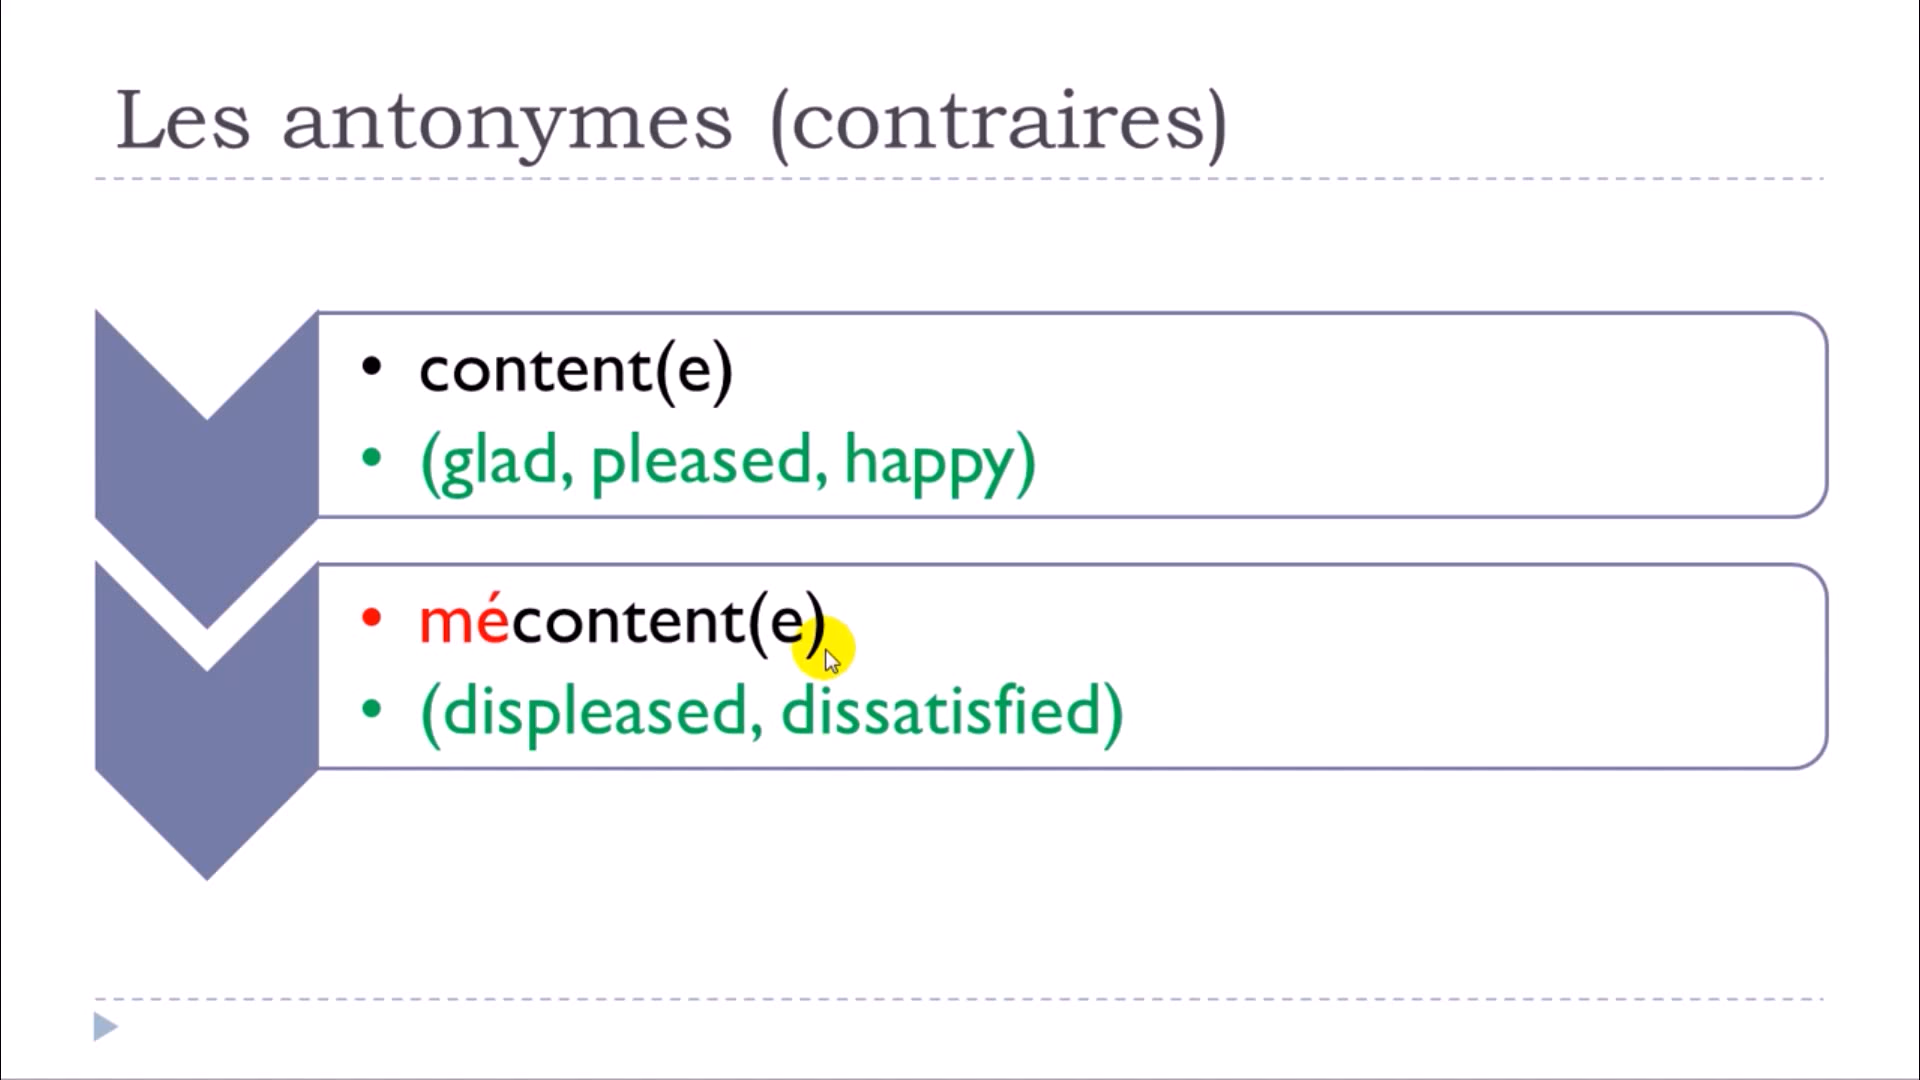 Les antonymes (contraires)
• content(e)
• (glad, pleased, happy)
• mécontent(e)
• (displeased, dissatisfied)